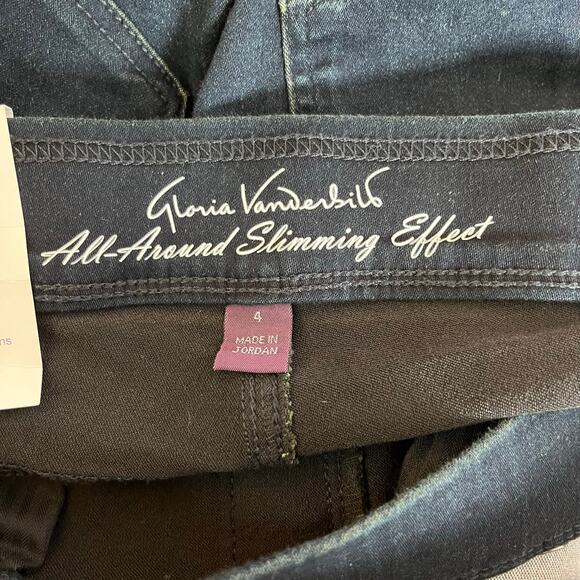 Gloria Vanderbilt
All-Around Slimming Effect
4
MADE IN
JORDAN